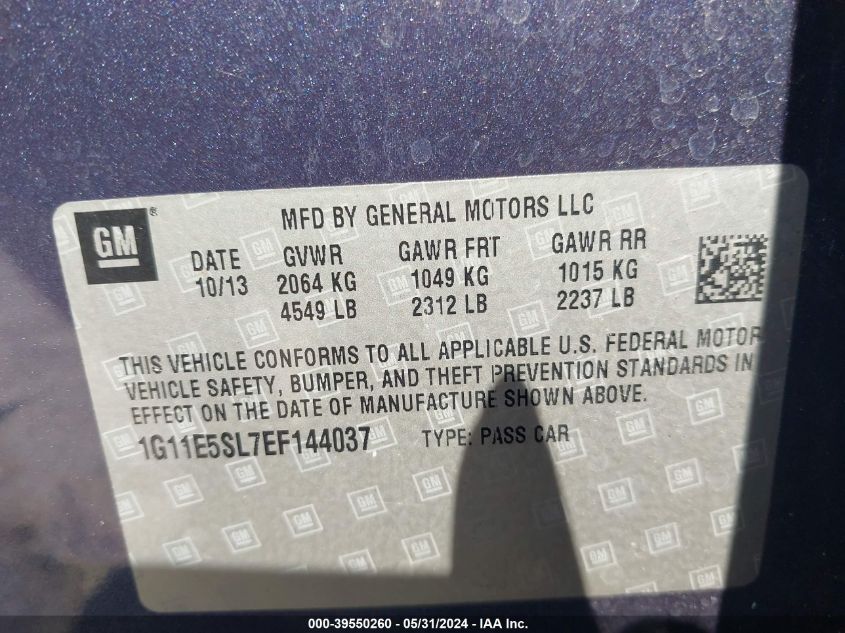 GM
®
MFD BY GENERAL MOTORS LLC
DATE GVWR GAWR FRT GAWR RR
10/13 2064 KG 1049 KG 1015 KG
4549 LB 2312 LB 2237 LB
THIS VEHICLE CONFORMS TO ALL APPLICABLE U.S. FEDERAL MOTOR
VEHICLE SAFETY, BUMPER, AND THEFT PREVENTION STANDARDS IN
EFFECT ON THE DATE OF MANUFACTURE SHOWN ABOVE.
1G11E5SL7EF144037 TYPE: PASS CAR
000-39550260 - 05/31/2024 - IAA Inc.